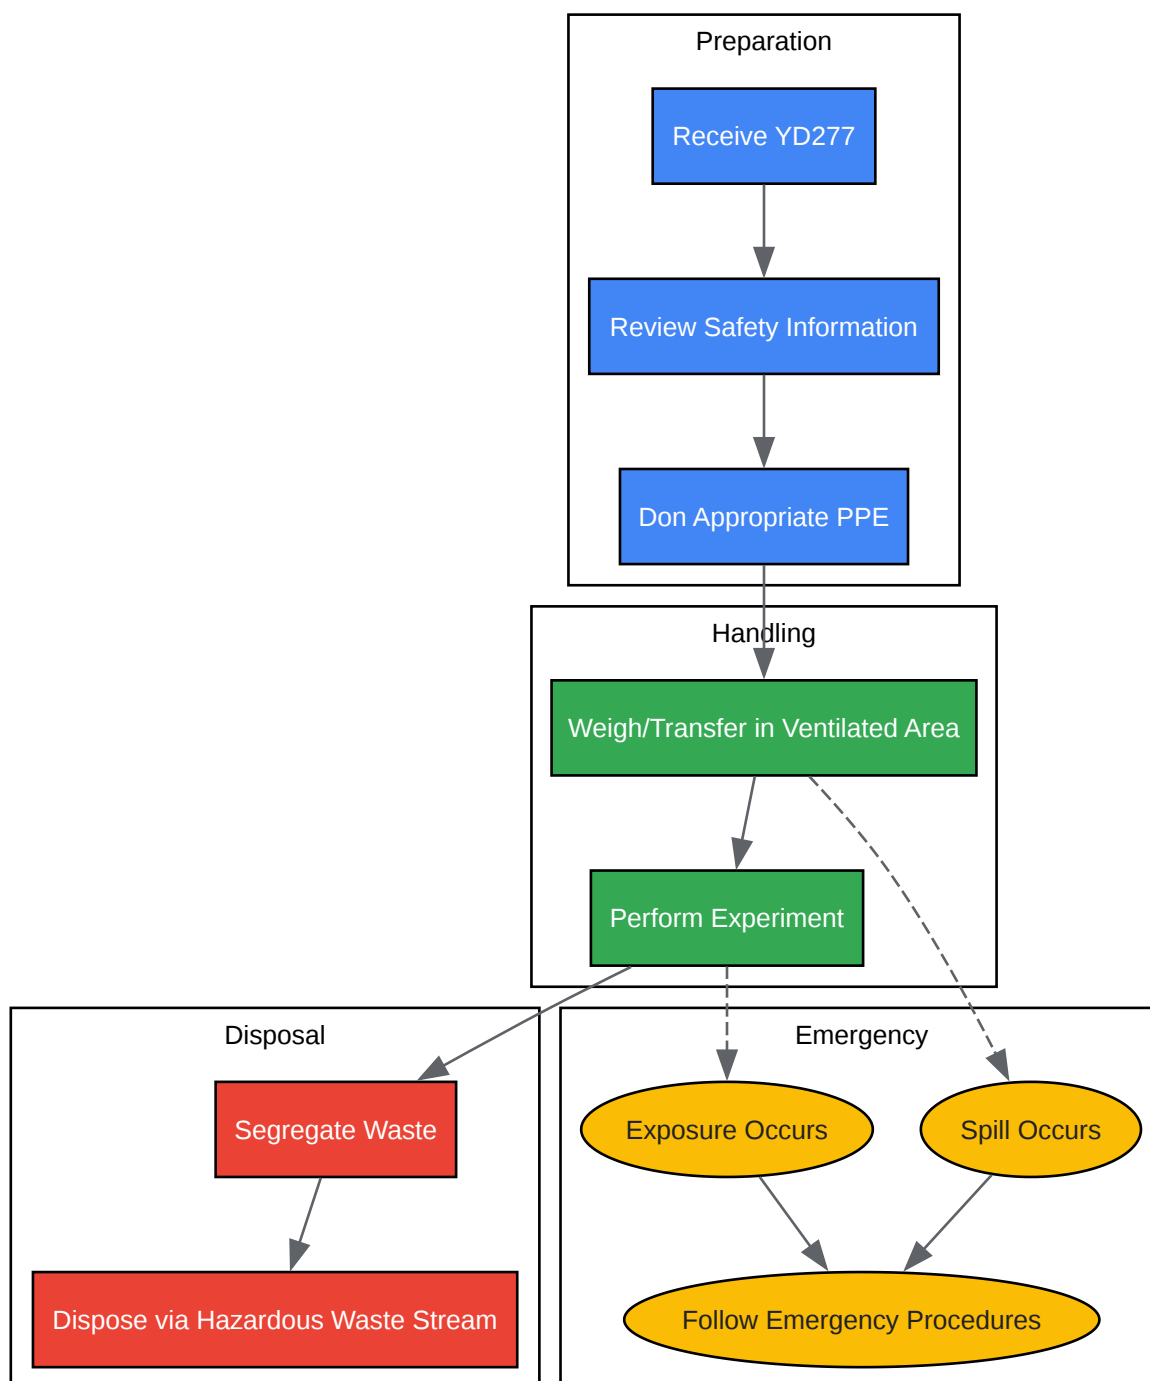 Preparation
Receive YD277
Review Safety Information
Don Appropriate PPE
Handling
Weigh/Transfer in Ventilated Area
Perform Experiment
Disposal
Segregate Waste
Dispose via Hazardous Waste Stream
Emergency
Exposure Occurs
Spill Occurs
Follow Emergency Procedures